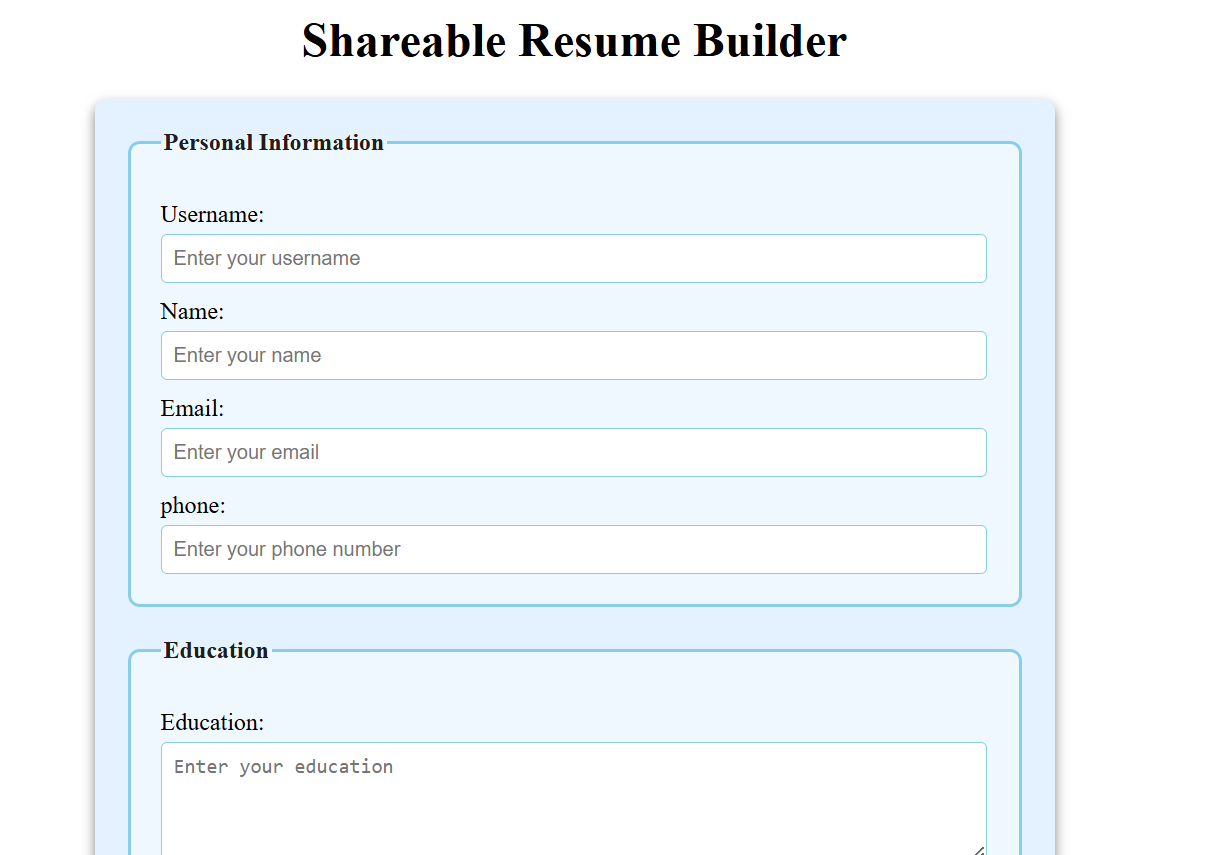 Shareable Resume Builder
Personal Information
Username:
Enter your username
Name:
Enter your name
Email:
Enter your email
phone:
Enter your phone number
Education
Education:
Enter your education